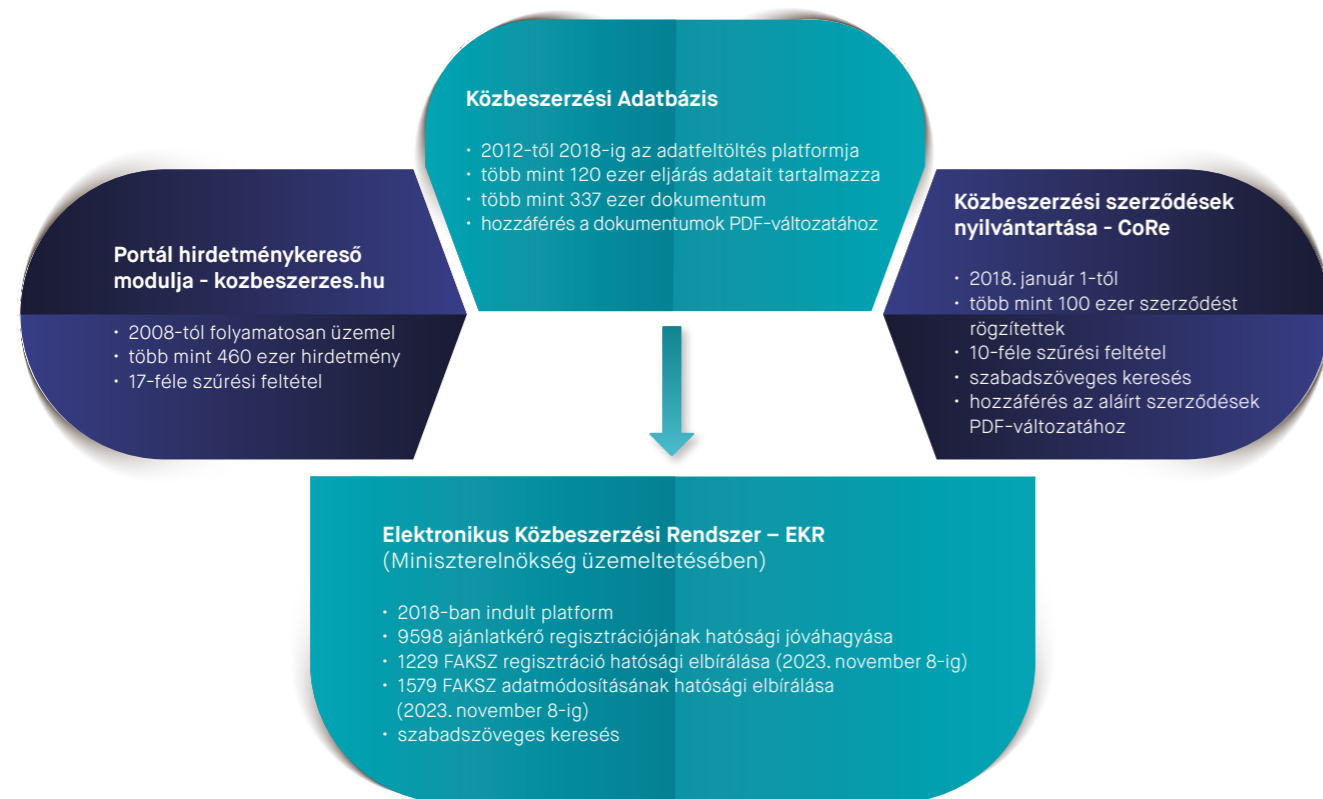 Közbeszerzési Adatbázis
• 2012-től 2018-ig az adatfeltöltés platformja
• több mint 120 ezer eljárás adatait tartalmazza
• több mint 337 ezer dokumentum
• hozzáférés a dokumentumok PDF-változatához
Portál hirdetménykereső
modulja - kozbeszerzes.hu
• 2008-tól folyamatosan üzemel
• több mint 460 ezer hirdetmény
• 17-féle szűrési feltétel
Közbeszerzési szerződések
nyilvántartása - CoRe
• 2018. január 1-től
• több mint 100 ezer szerződést
rögzítettek
• 10-féle szűrési feltétel
• szabadszöveges keresés
• hozzáférés az aláírt szerződések
PDF-változatához
Elektronikus Közbeszerzési Rendszer – EKR
(Miniszterelnökség üzemeltetésében)
• 2018-ban indult platform
• 9598 ajánlatkérő regisztrációjának hatósági jóváhagyása
• 1229 FAKSZ regisztráció hatósági elbírálása (2023. november 8-ig)
• 1579 FAKSZ adatmódosításának hatósági elbírálása
(2023. november 8-ig)
• szabadszöveges keresés